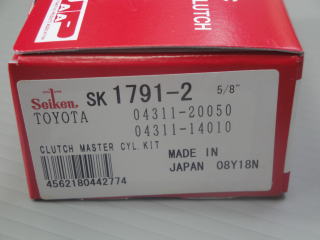 CLUTCH
Seiken
SK 1791-2 5/8"
TOYOTA 04311-20050
04311-14010
CLUTCH MASTER CYL. KIT
MADE IN
JAPAN 08Y18N
4562180442774